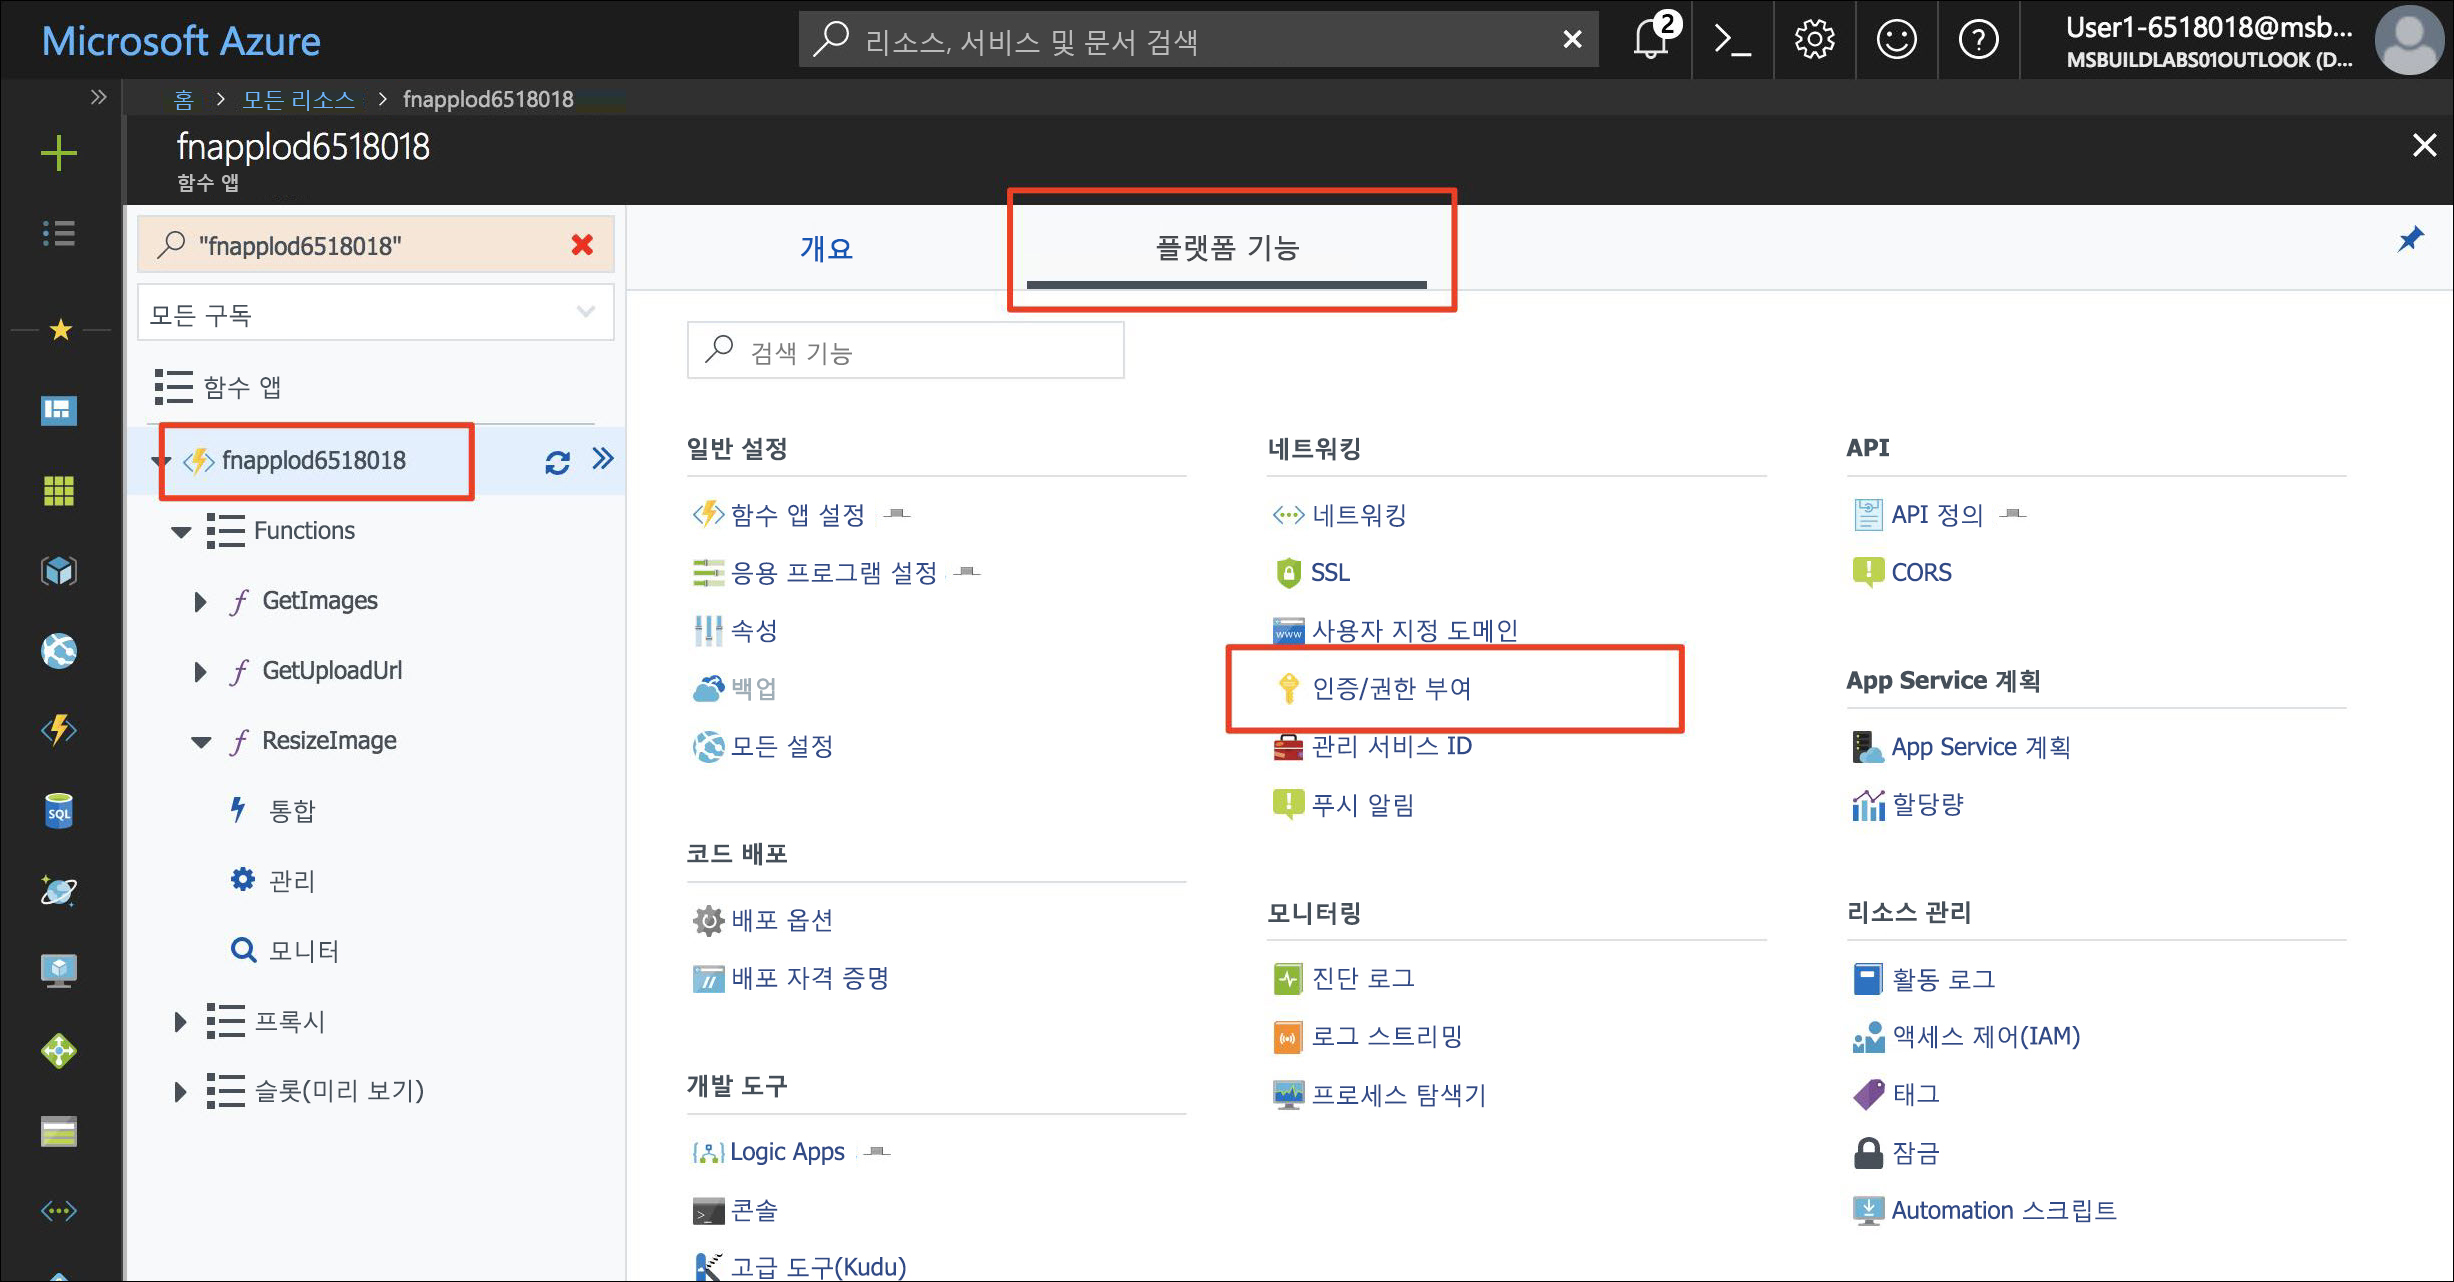 Microsoft Azure
리소스, 서비스 및 문서 검색
2
User1-6518018@msb...
MSBUILDLABS01OUTLOOK (D...
홈 > 모든 리소스 > fnapplod6518018
fnapplod6518018
함수 앱
"fnapplod6518018"
모든 구독
함수 앱
fnapplod6518018
Functions
GetImages
GetUploadUrl
ResizeImage
통합
관리
모니터
프록시
슬롯(미리 보기)
개요
플랫폼 기능
검색 기능
일반 설정
함수 앱 설정
응용 프로그램 설정
속성
백업
모든 설정
코드 배포
배포 옵션
배포 자격 증명
개발 도구
Logic Apps
콘솔
고급 도구(Kudu)
네트워킹
네트워킹
SSL
www
사용자 지정 도메인
인증/권한 부여
관리 서비스 ID
푸시 알림
모니터링
진단 로그
로그 스트리밍
프로세스 탐색기
API
API 정의
CORS
App Service 계획
App Service 계획
할당량
리소스 관리
활동 로그
액세스 제어(IAM)
태그
잠금
Automation 스크립트
SQL